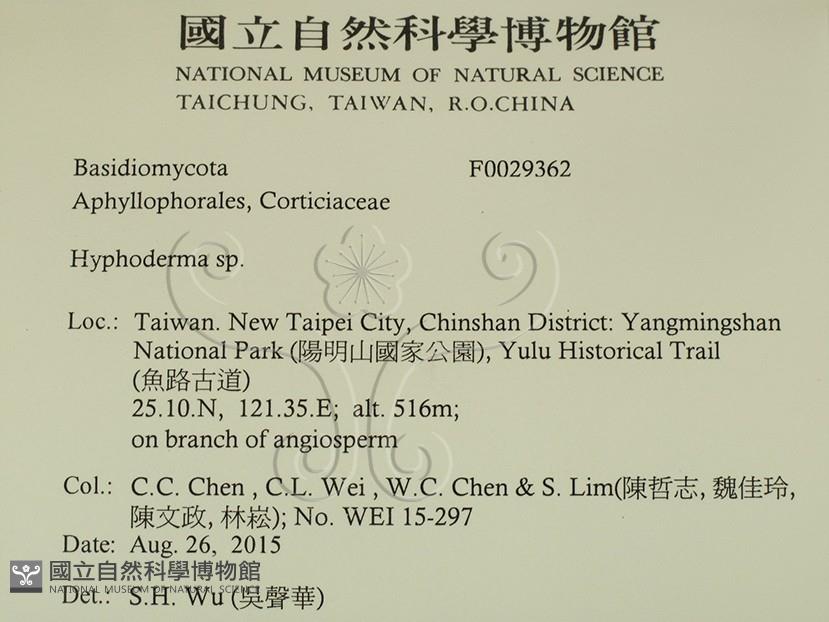 國立自然科學博物館
NATIONAL MUSEUM OF NATURAL SCIENCE
TAICHUNG, TAIWAN, R.O.CHINA
Basidiomycota F0029362
Aphyllophorales, Corticiaceae
Hyphoderma sp.
Loc.: Taiwan. New Taipei City, Chinshan District: Yangmingshan
National Park (陽明山國家公園), Yulu Historical Trail
(魚路古道)
25.10.N, 121.35.E; alt. 516m;
on branch of angiosperm
Col.: C.C. Chen , C.L. Wei , W.C. Chen & S. Lim(陳哲志, 魏佳玲,
陳文政, 林崧); No. WEI 15-297
Date: Aug. 26, 2015
國立自然科學博物館
NATIONAL MUSEUM OF NATURAL SCIENCE
Det.: S.H. Wu (吳聲華)